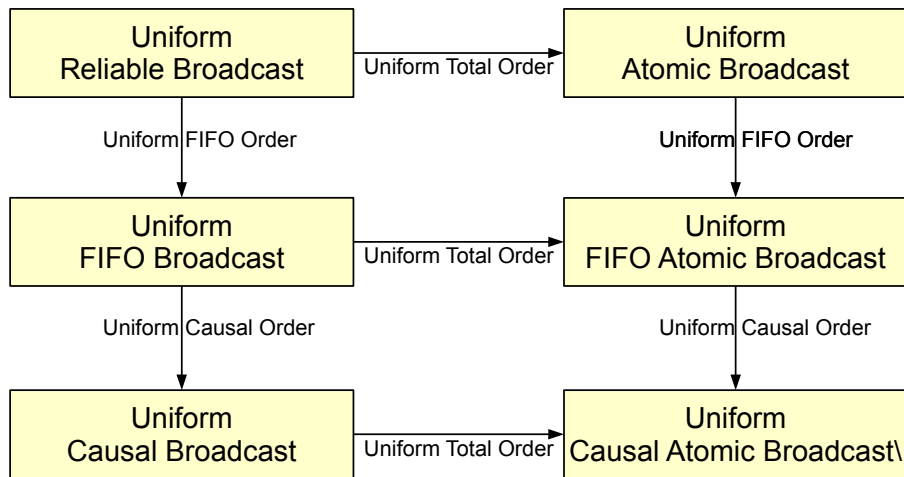 Uniform
Reliable Broadcast
Uniform Total Order
Uniform
Atomic Broadcast
Uniform FIFO Order
Uniform FIFO Order
Uniform
FIFO Broadcast
Uniform Total Order
Uniform
FIFO Atomic Broadcast
Uniform Causal Order
Uniform Causal Order
Uniform
Causal Broadcast
Uniform Total Order
Uniform
Causal Atomic Broadcast\